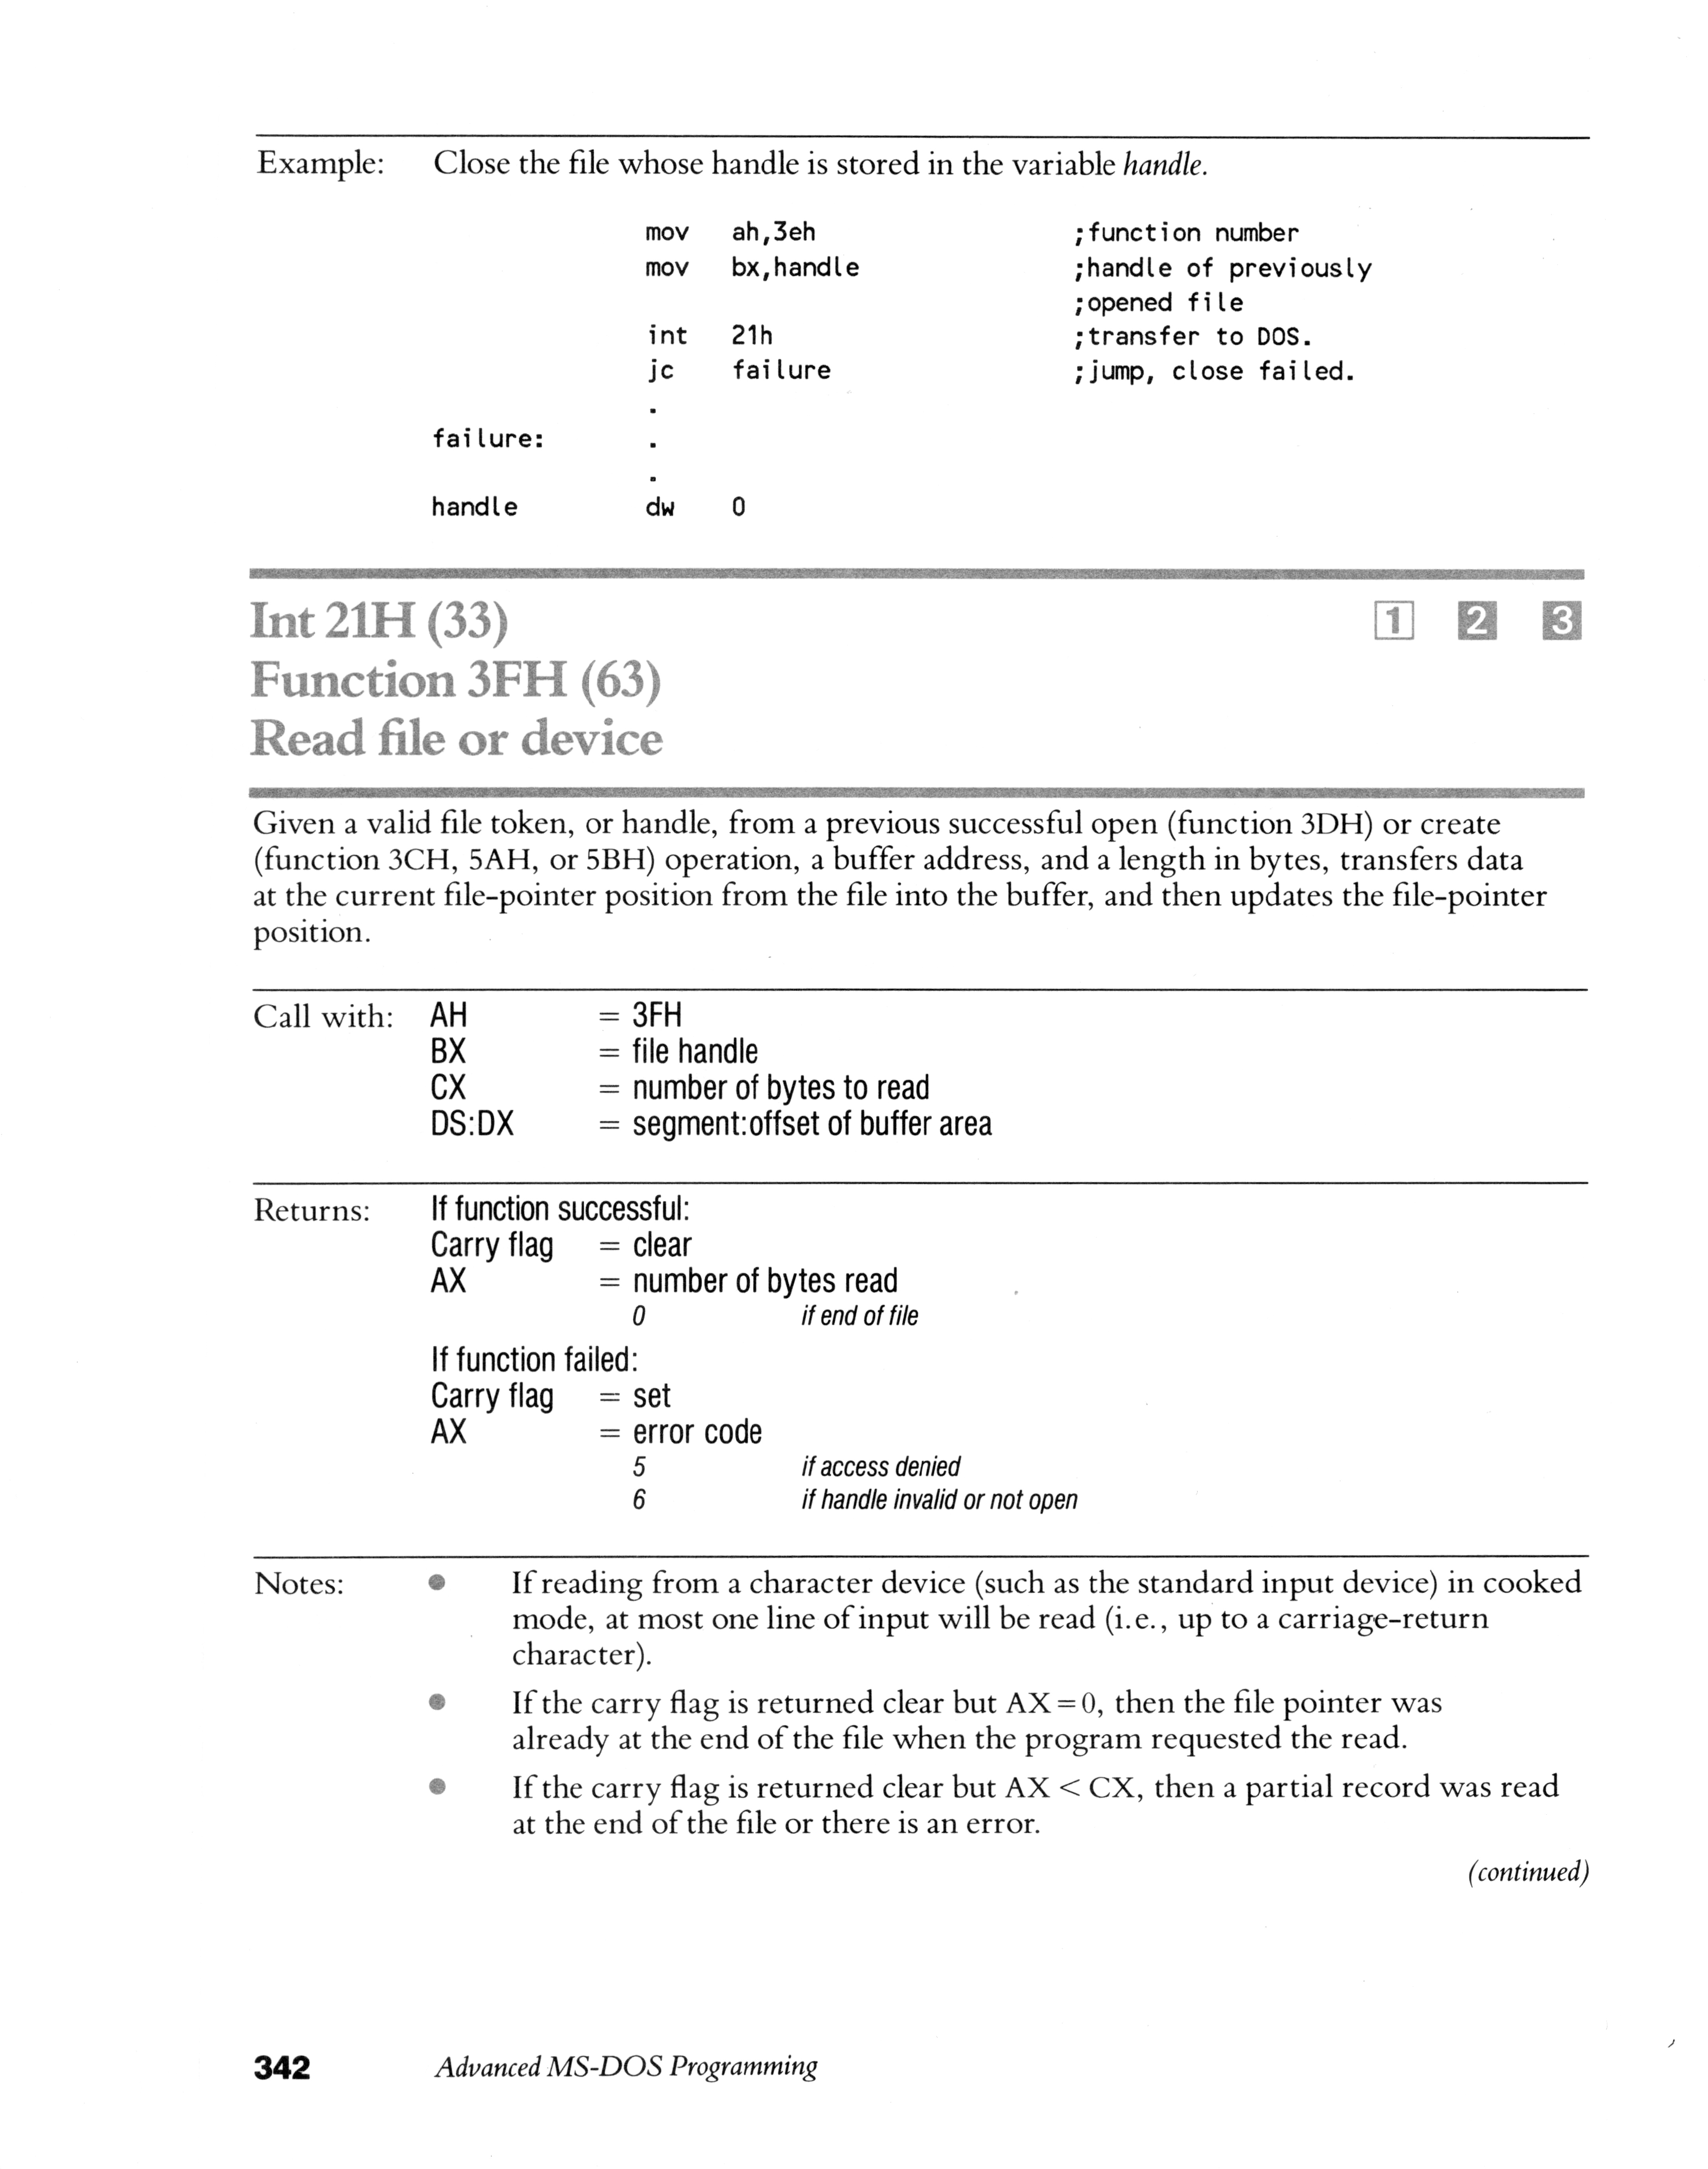 Example: Close the file whose handle is stored in the variable handle.
mov ah,3eh ;function number
mov bx,handle ;handle of previously
;opened file
int 21h ;transfer to DOS.
jc failure ;jump, close failed.
.
failure: .
.
handle dw 0
Int 21H (33) 1 2 3
Function 3FH (63)
Read file or device
Given a valid file token, or handle, from a previous successful open (function 3DH) or create
(function 3CH, 5AH, or 5BH) operation, a buffer address, and a length in bytes, transfers data
at the current file-pointer position from the file into the buffer, and then updates the file-pointer
position.
Call with: AH = 3FH
BX = file handle
CX = number of bytes to read
DS:DX = segment:offset of buffer area
Returns: If function successful:
Carry flag = clear
AX = number of bytes read
0 if end of file
If function failed:
Carry flag = set
AX = error code
5 if access denied
6 if handle invalid or not open
Notes: ● If reading from a character device (such as the standard input device) in cooked
mode, at most one line of input will be read (i.e., up to a carriage-return
character).
● If the carry flag is returned clear but AX=0, then the file pointer was
already at the end of the file when the program requested the read.
● If the carry flag is returned clear but AX < CX, then a partial record was read
at the end of the file or there is an error.
(continued)
342 Advanced MS-DOS Programming